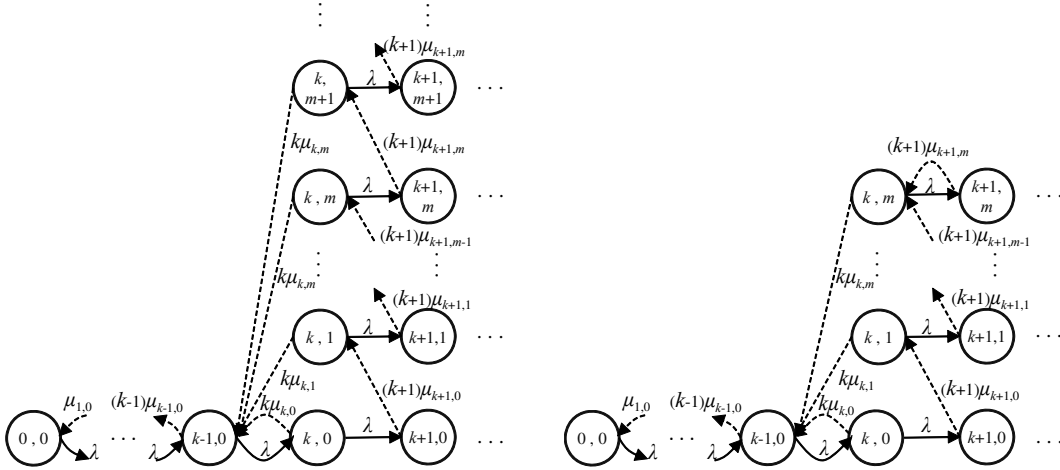 ⋮ ⋮
(k+1)μ_{k+1,m}
k, m+1
λ
k+1, m+1
· · ·
kμ_{k,m}
(k+1)μ_{k+1,m}
k , m
λ
k+1, m
· · ·
(k+1)μ_{k+1,m-1}
⋮ ⋮
kμ_{k,m}
(k+1)μ_{k+1,1}
k , 1
λ
k+1,1
· · ·
kμ_{k,1}
(k+1)μ_{k+1,0}
μ_{1,0}
(k-1)μ_{k-1,0}
kμ_{k,0}
0 , 0
λ
· · ·
λ
k-1,0
λ
k , 0
λ
k+1,0
· · ·
(k+1)μ_{k+1,m}
k , m
λ
k+1, m
· · ·
(k+1)μ_{k+1,m-1}
⋮ ⋮
kμ_{k,m}
(k+1)μ_{k+1,1}
k , 1
λ
k+1,1
· · ·
kμ_{k,1}
(k+1)μ_{k+1,0}
μ_{1,0}
(k-1)μ_{k-1,0}
kμ_{k,0}
0 , 0
λ
· · ·
λ
k-1,0
λ
k , 0
λ
k+1,0
· · ·